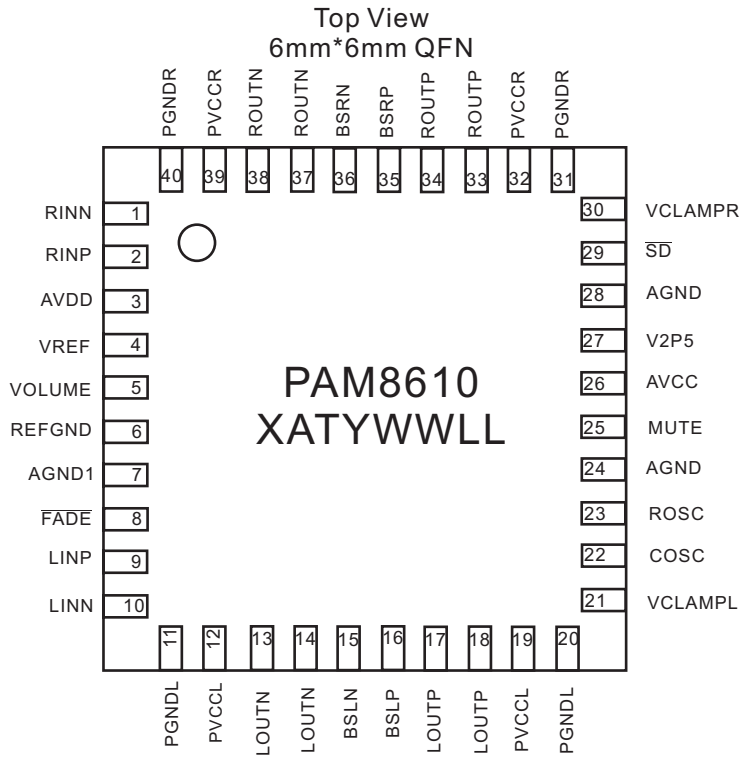 Top View
6mm*6mm QFN
PGNDR PVCCR ROUTN ROUTN BSRN BSRP ROUTP ROUTP PVCCR PGNDR
40 39 38 37 36 35 34 33 32 31
RINN 1 30 VCLAMPR
RINP 2 29 SD
AVDD 3 28 AGND
VREF 4 27 V2P5
VOLUME 5 26 AVCC
REFGND 6 25 MUTE
AGND1 7 24 AGND
FADE 8 23 ROSC
LINP 9 22 COSC
LINN 10 21 VCLAMPL
PAM8610
XATYWWLL
11 12 13 14 15 16 17 18 19 20
PGNDL PVCCL LOUTN LOUTN BSLN BSLP LOUTP LOUTP PVCCL PGNDL